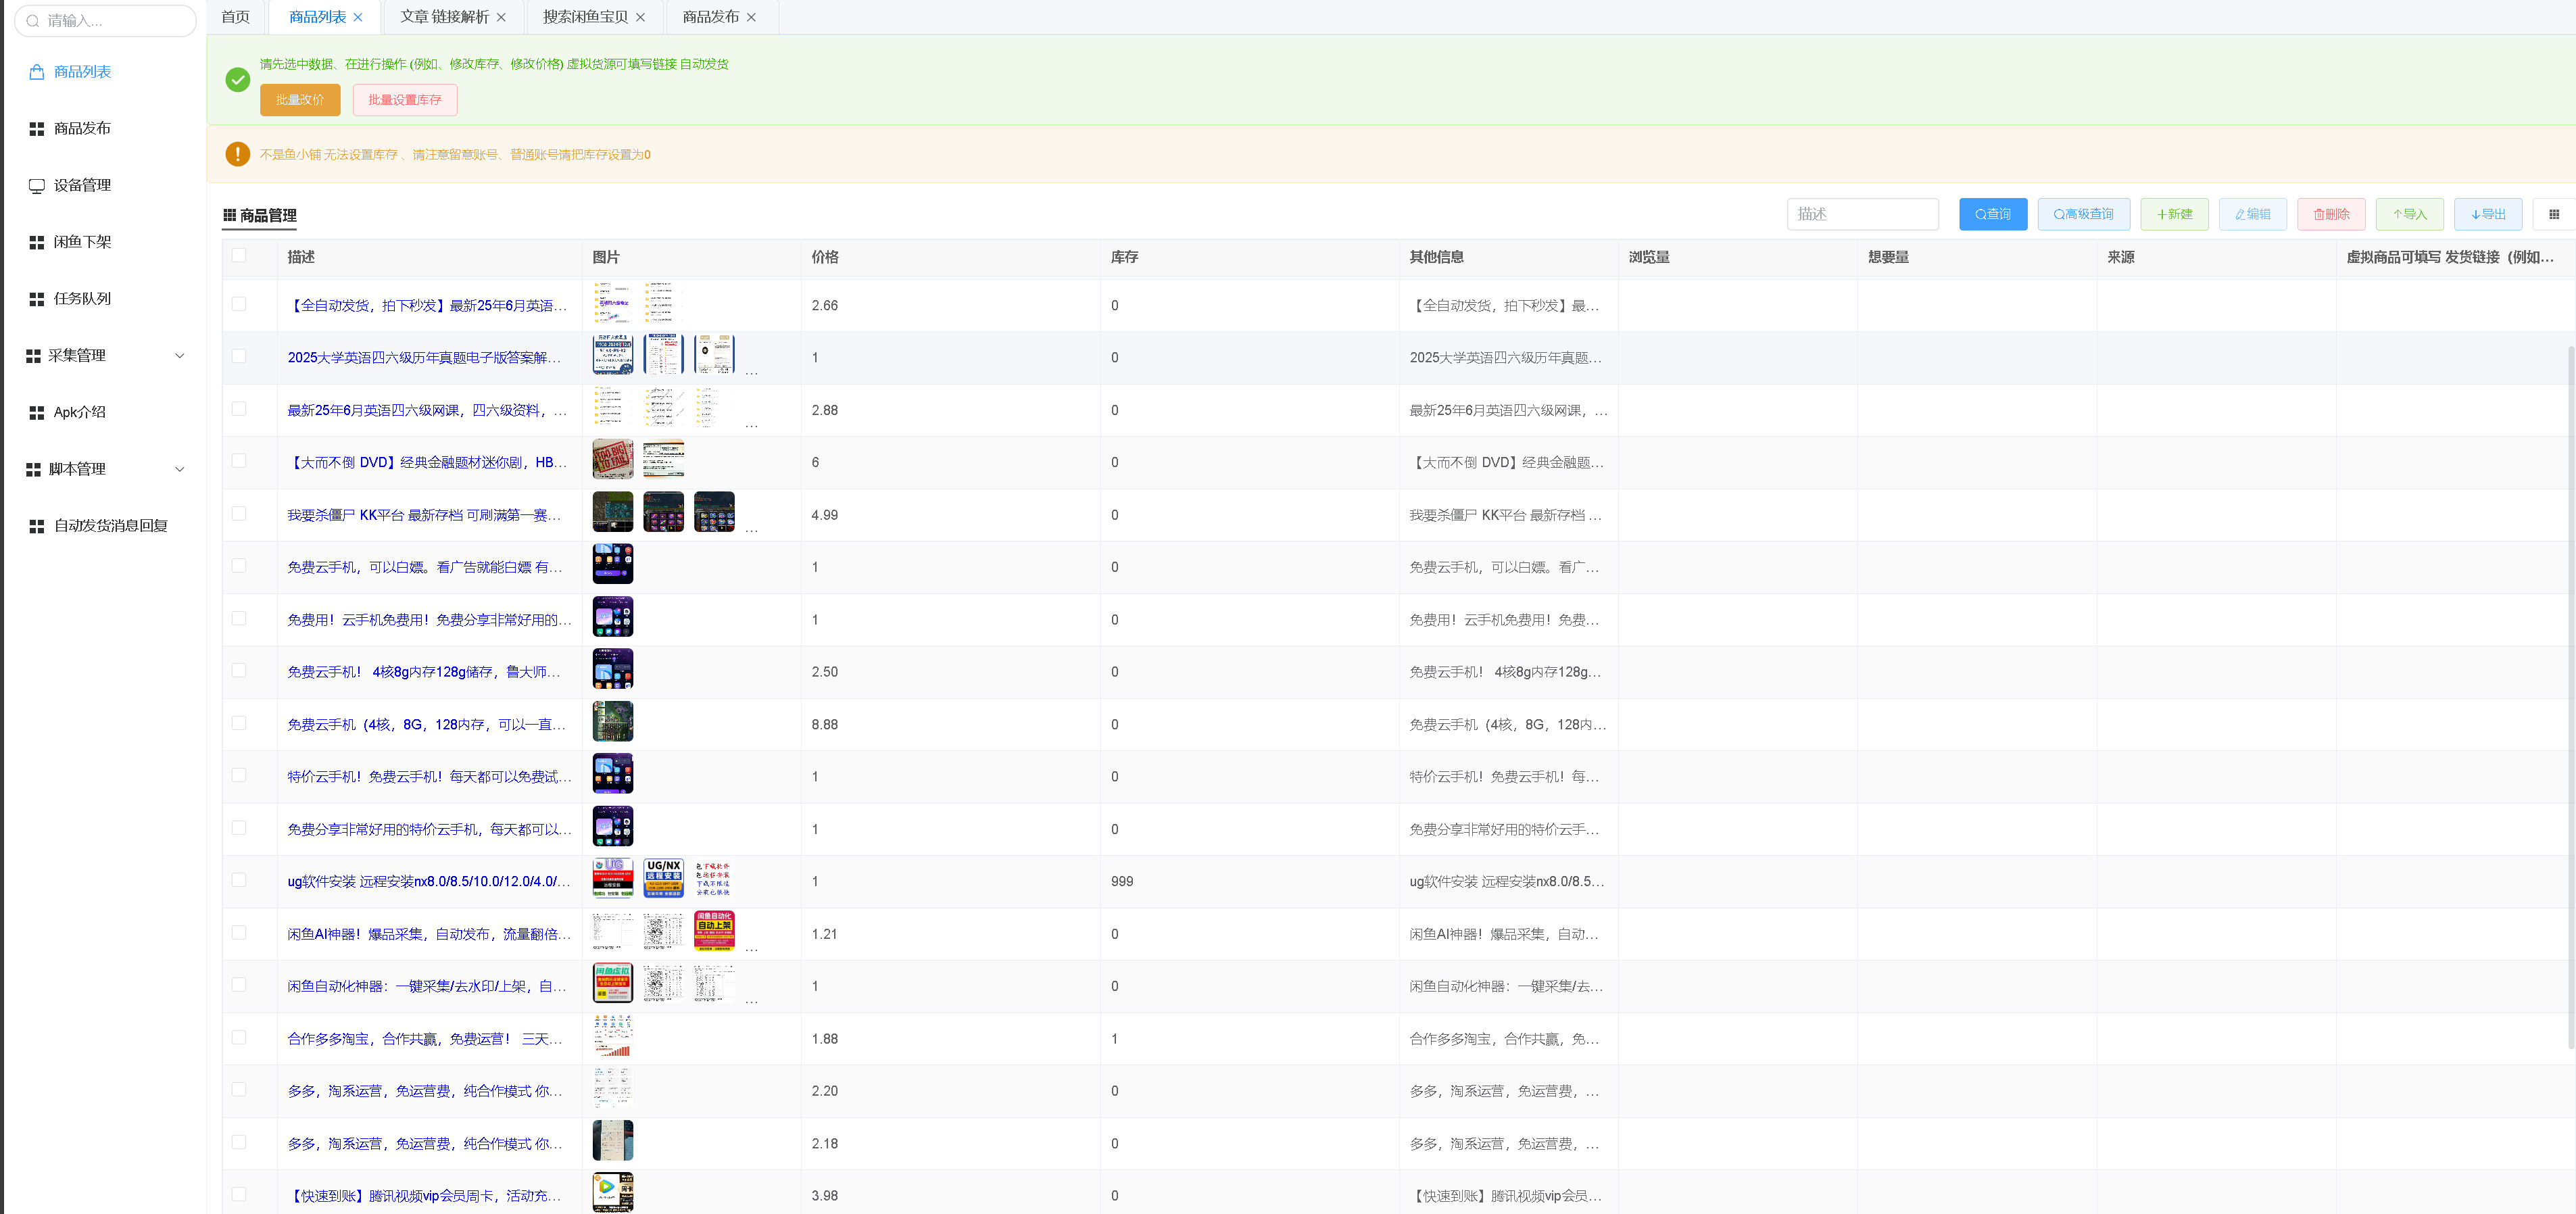 请输入...
首页
商品列表
文章 链接解析
搜索闲鱼宝贝
商品发布
商品列表
商品发布
设备管理
闲鱼下架
任务队列
采集管理
Apk介绍
脚本管理
自动发货消息回复
请先选中数据、在进行操作 (例如、修改库存、修改价格) 虚拟货源可填写链接 自动发货
批量改价
批量设置库存
不是鱼小铺 无法设置库存 、请注意留意账号、普通账号请把库存设置为0
商品管理
描述
查询
高级查询
新建
编辑
删除
导入
导出
描述 图片 价格 库存 其他信息 浏览量 想要量 来源 虚拟商品可填写 发货链接（例如...
【全自动发货，拍下秒发】最新25年6月英语... 2.66 0 【全自动发货，拍下秒发】最...
2025大学英语四六级历年真题电子版答案解... ... 1 0 2025大学英语四六级历年真题...
最新25年6月英语四六级网课，四六级资料，... ... 2.88 0 最新25年6月英语四六级网课，...
【大而不倒 DVD】经典金融题材迷你剧，HB... TOO BIG TO FAIL 6 0 【大而不倒 DVD】经典金融题...
我要杀僵尸 KK平台 最新存档 可刷满第一赛... ... 4.99 0 我要杀僵尸 KK平台 最新存档 ...
免费云手机，可以白嫖。看广告就能白嫖 有... 1 0 免费云手机，可以白嫖。看广...
免费用！云手机免费用！免费分享非常好用的... 1 0 免费用！云手机免费用！免费...
免费云手机！ 4核8g内存128g储存，鲁大师... 2.50 0 免费云手机！ 4核8g内存128g...
免费云手机（4核，8G，128内存，可以一直... 8.88 0 免费云手机（4核，8G，128内...
特价云手机！免费云手机！每天都可以免费试... 1 0 特价云手机！免费云手机！每...
免费分享非常好用的特价云手机，每天都可以... 1 0 免费分享非常好用的特价云手...
ug软件安装 远程安装nx8.0/8.5/10.0/12.0/4.0/... UG UG/NX 远程安装 1 999 ug软件安装 远程安装nx8.0/8.5...
闲鱼AI神器！爆品采集，自动发布，流量翻倍... 闲鱼自动化 自动上架 ... 1.21 0 闲鱼AI神器！爆品采集，自动...
闲鱼自动化神器：一键采集/去水印/上架，自... ... 1 0 闲鱼自动化神器：一键采集/去...
合作多多淘宝，合作共赢，免费运营！ 三天... 1.88 1 合作多多淘宝，合作共赢，免...
多多，淘系运营，免运营费，纯合作模式 你... 2.20 0 多多，淘系运营，免运营费，...
多多，淘系运营，免运营费，纯合作模式 你... 2.18 0 多多，淘系运营，免运营费，...
【快速到账】腾讯视频vip会员周卡，活动充... 3.98 0 【快速到账】腾讯视频vip会员...